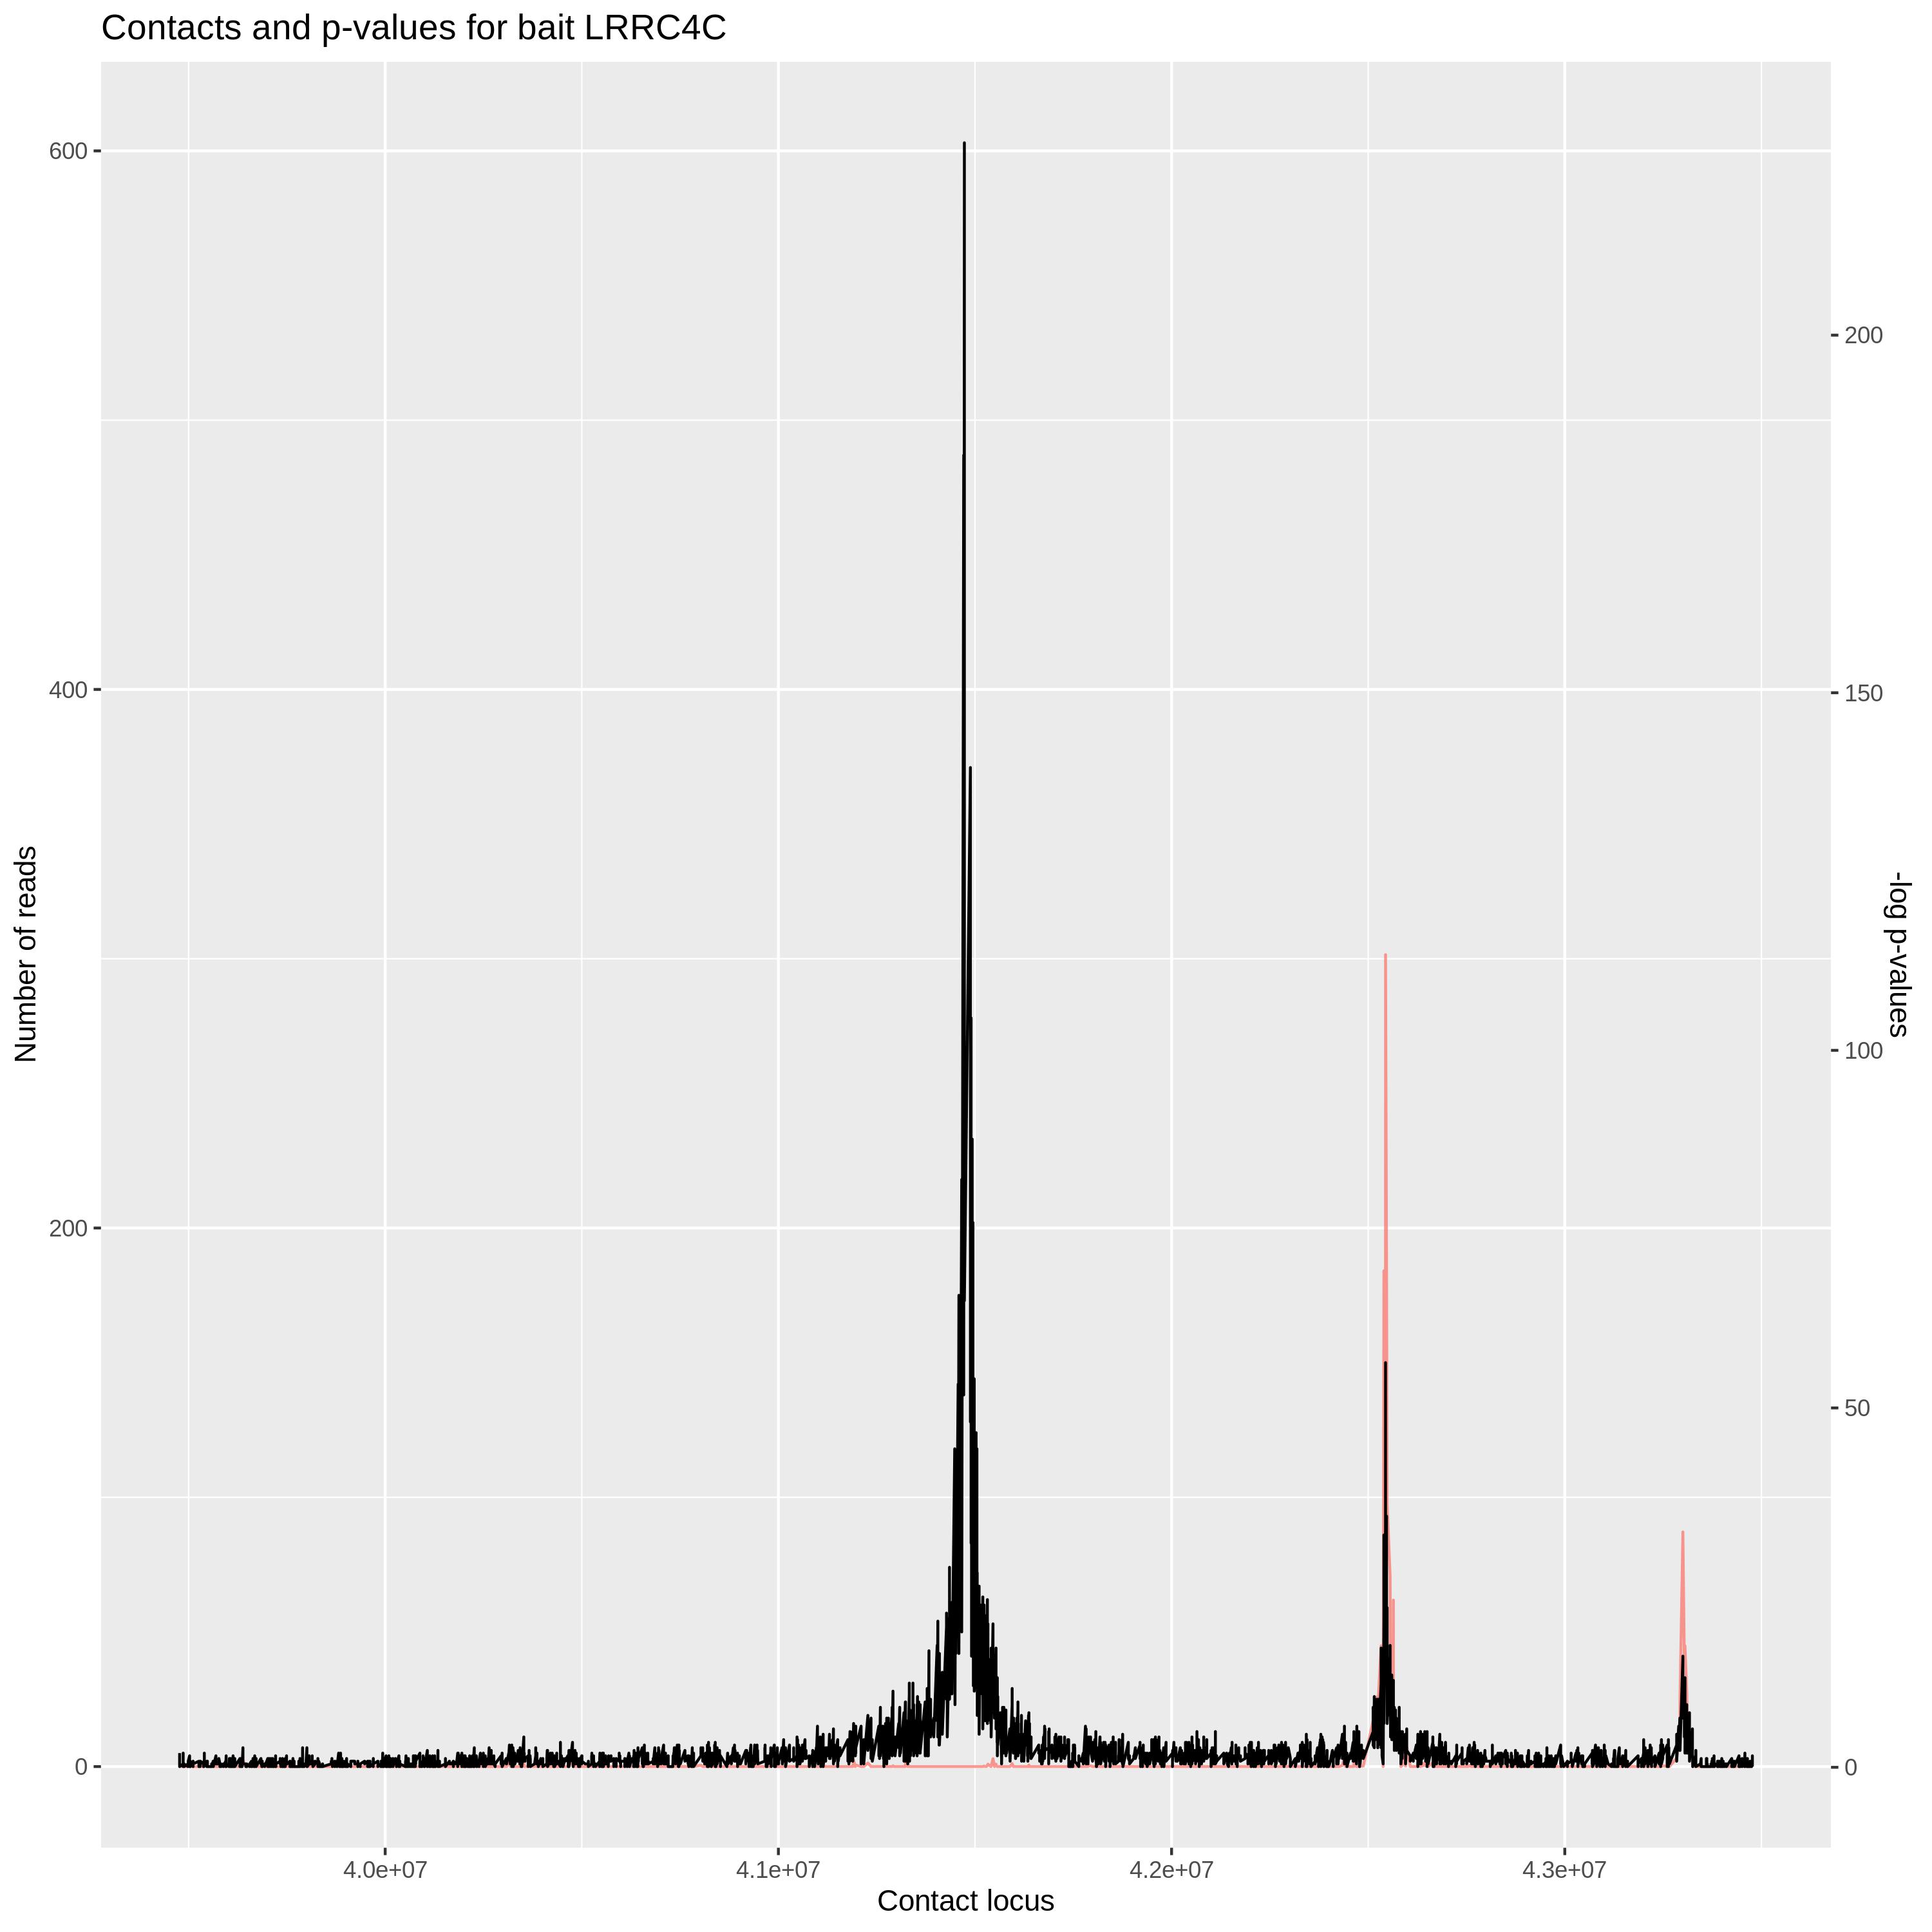 Contacts and p-values for bait LRRC4C
600
400
200
0
Number of reads
200
150
100
50
0
-log p-values
4.0e+07
4.1e+07
4.2e+07
4.3e+07
Contact locus